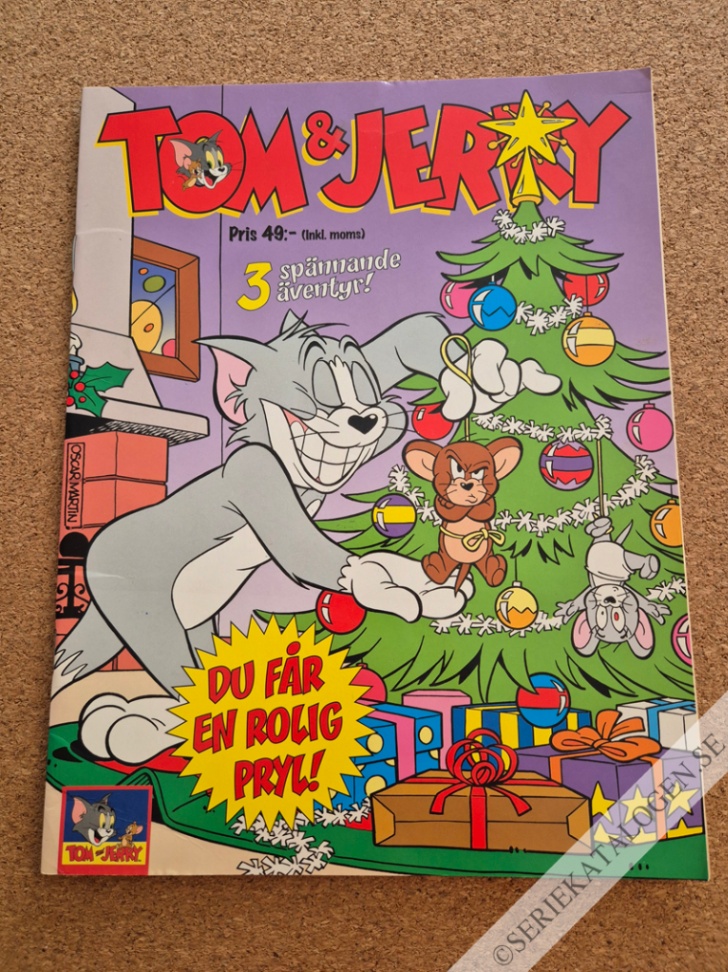 TOM & JERRY
Pris 49:- (Inkl. moms)
3 spännande
äventyr!
OSCAR MARTIN
DU FÅR
EN ROLIG
PRYL!
TOM and JERRY
©SERIEKATALOGEN.SE